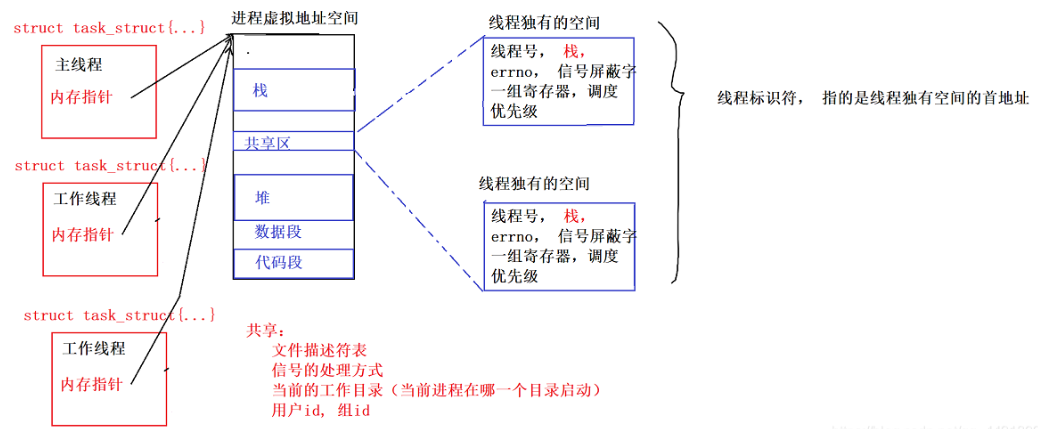 进程虚拟地址空间
struct task_struct{...}
主线程
内存指针
struct task_struct{...}
工作线程
内存指针
struct task_struct{...}
工作线程
内存指针
栈
共享区
堆
数据段
代码段
线程独有的空间
线程号, 栈,
errno, 信号屏蔽字
一组寄存器, 调度
优先级
线程独有的空间
线程号, 栈,
errno, 信号屏蔽字
一组寄存器, 调度
优先级
线程标识符, 指的是线程独有空间的首地址
共享:
文件描述符表
信号的处理方式
当前的工作目录(当前进程在哪一个目录启动)
用户id, 组id